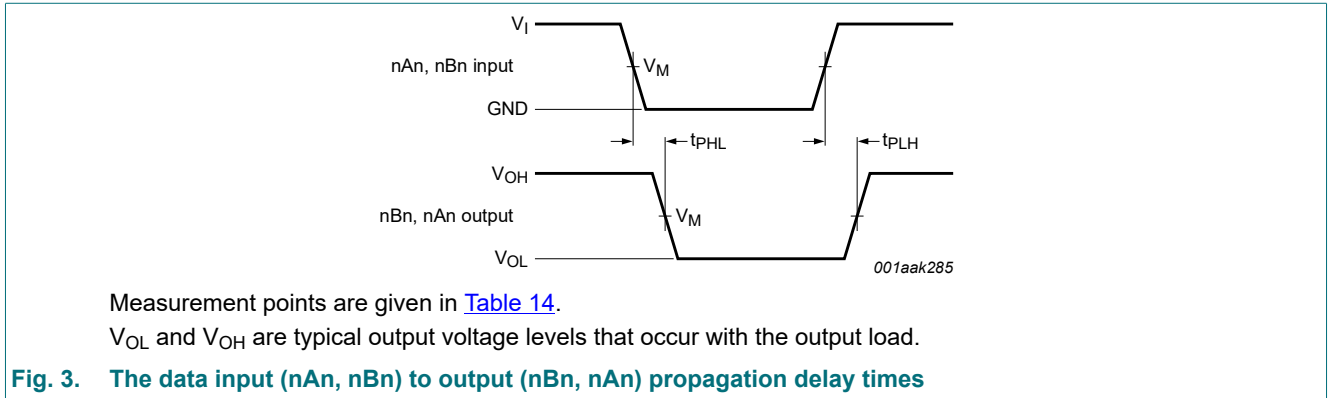 VI
nAn, nBn input
VM
GND
tPHL
tPLH
VOH
nBn, nAn output
VM
VOL
001aak285
Measurement points are given in Table 14.
VOL and VOH are typical output voltage levels that occur with the output load.
Fig. 3. The data input (nAn, nBn) to output (nBn, nAn) propagation delay times